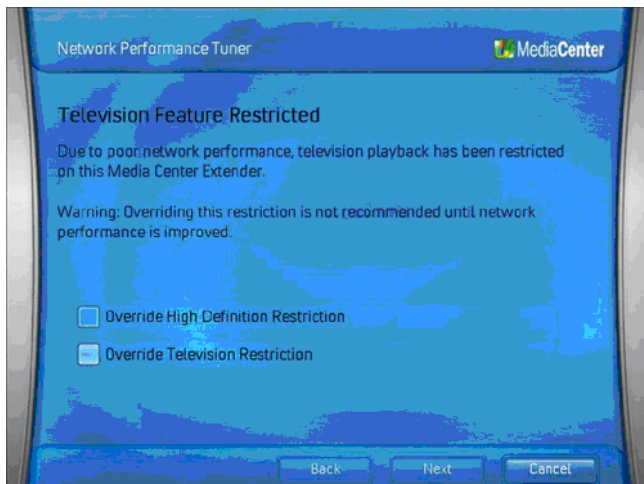 Network Performance Tuner
MediaCenter
Television Feature Restricted
Due to poor network performance, television playback has been restricted
on this Media Center Extender.
Warning: Overriding this restriction is not recommended until network
performance is improved.
Override High Definition Restriction
Override Television Restriction
Back
Next
Cancel